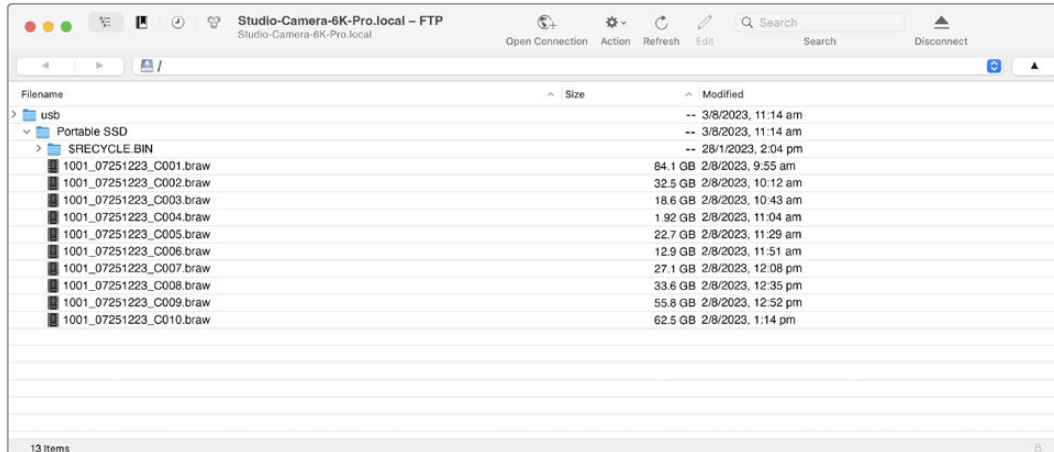 Studio-Camera-6K-Pro.local – FTP
Studio-Camera-6K-Pro.local
Open Connection Action Refresh Edit Search Disconnect
Search
/
Filename Size Modified
usb -- 3/8/2023, 11:14 am
Portable SSD -- 3/8/2023, 11:14 am
$RECYCLE.BIN -- 28/1/2023, 2:04 pm
1001_07251223_C001.braw 84.1 GB 2/8/2023, 9:55 am
1001_07251223_C002.braw 32.5 GB 2/8/2023, 10:12 am
1001_07251223_C003.braw 18.6 GB 2/8/2023, 10:43 am
1001_07251223_C004.braw 1.92 GB 2/8/2023, 11:04 am
1001_07251223_C005.braw 22.7 GB 2/8/2023, 11:29 am
1001_07251223_C006.braw 12.9 GB 2/8/2023, 11:51 am
1001_07251223_C007.braw 27.1 GB 2/8/2023, 12:08 pm
1001_07251223_C008.braw 33.6 GB 2/8/2023, 12:35 pm
1001_07251223_C009.braw 55.8 GB 2/8/2023, 12:52 pm
1001_07251223_C010.braw 62.5 GB 2/8/2023, 1:14 pm
13 Items